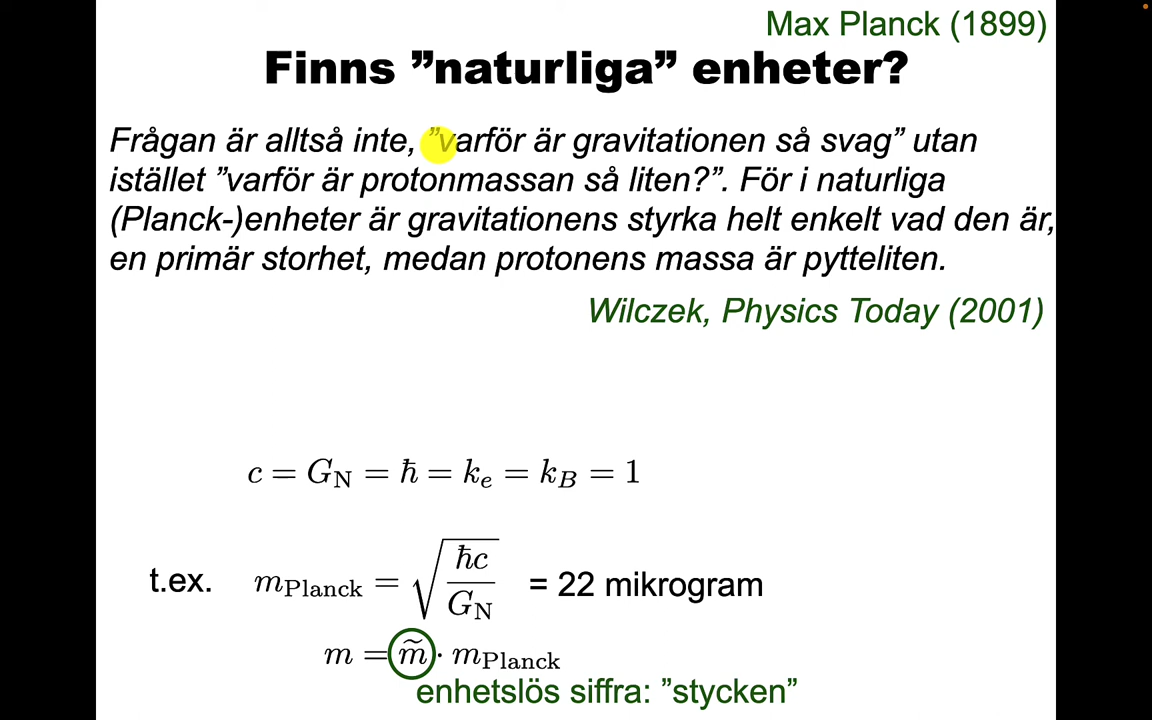 Max Planck (1899)
Finns ”naturliga” enheter?
Frågan är alltså inte, ”varför är gravitationen så svag” utan
istället ”varför är protonmassan så liten?”. För i naturliga
(Planck-)enheter är gravitationens styrka helt enkelt vad den är,
en primär storhet, medan protonens massa är pytteliten.
Wilczek, Physics Today (2001)
c = G_N = ħ = k_e = k_B = 1
t.ex. m_Planck = √(ħc / G_N) = 22 mikrogram
m = m̃ · m_Planck
enhetslös siffra: ”stycken”